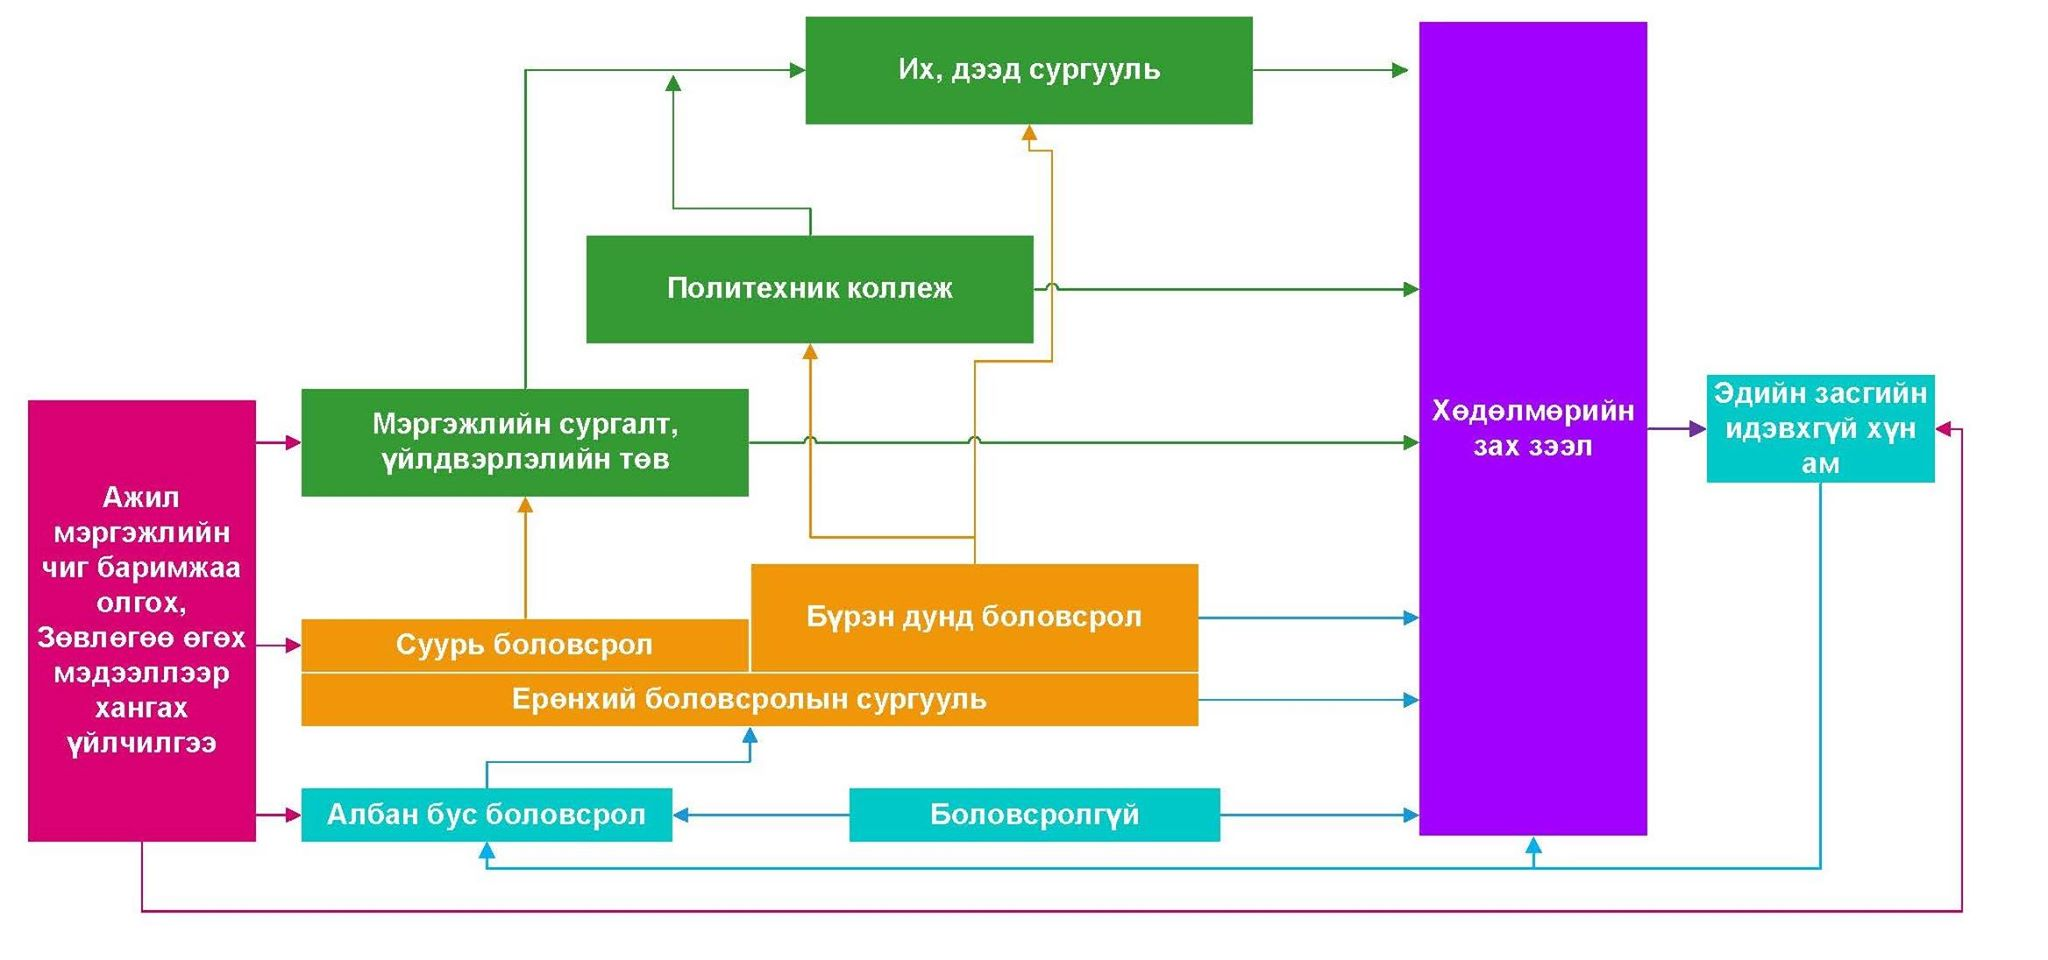 Их, дээд сургууль
Политехник коллеж
Мэргэжлийн сургалт,
үйлдвэрлэлийн төв
Ажил
мэргэжлийн
чиг баримжаа
олгох,
Зөвлөгөө өгөх
мэдээллээр
хангах
үйлчилгээ
Суурь боловсрол
Бүрэн дунд боловсрол
Ерөнхий боловсролын сургууль
Албан бус боловсрол
Боловсролгүй
Хөдөлмөрийн
зах зээл
Эдийн засгийн
идэвхгүй хүн
ам